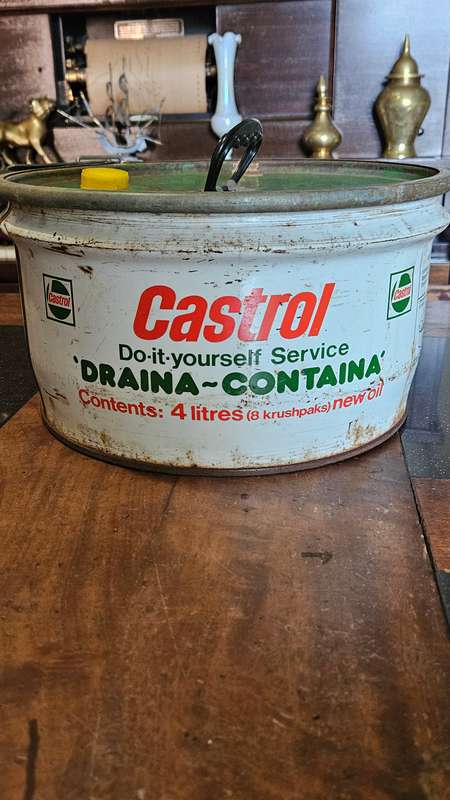 Castrol
Castrol
Castrol
Do-it-yourself Service
'DRAINA~CONTAINA'
Contents: 4 litres (8 krushpaks) new oil